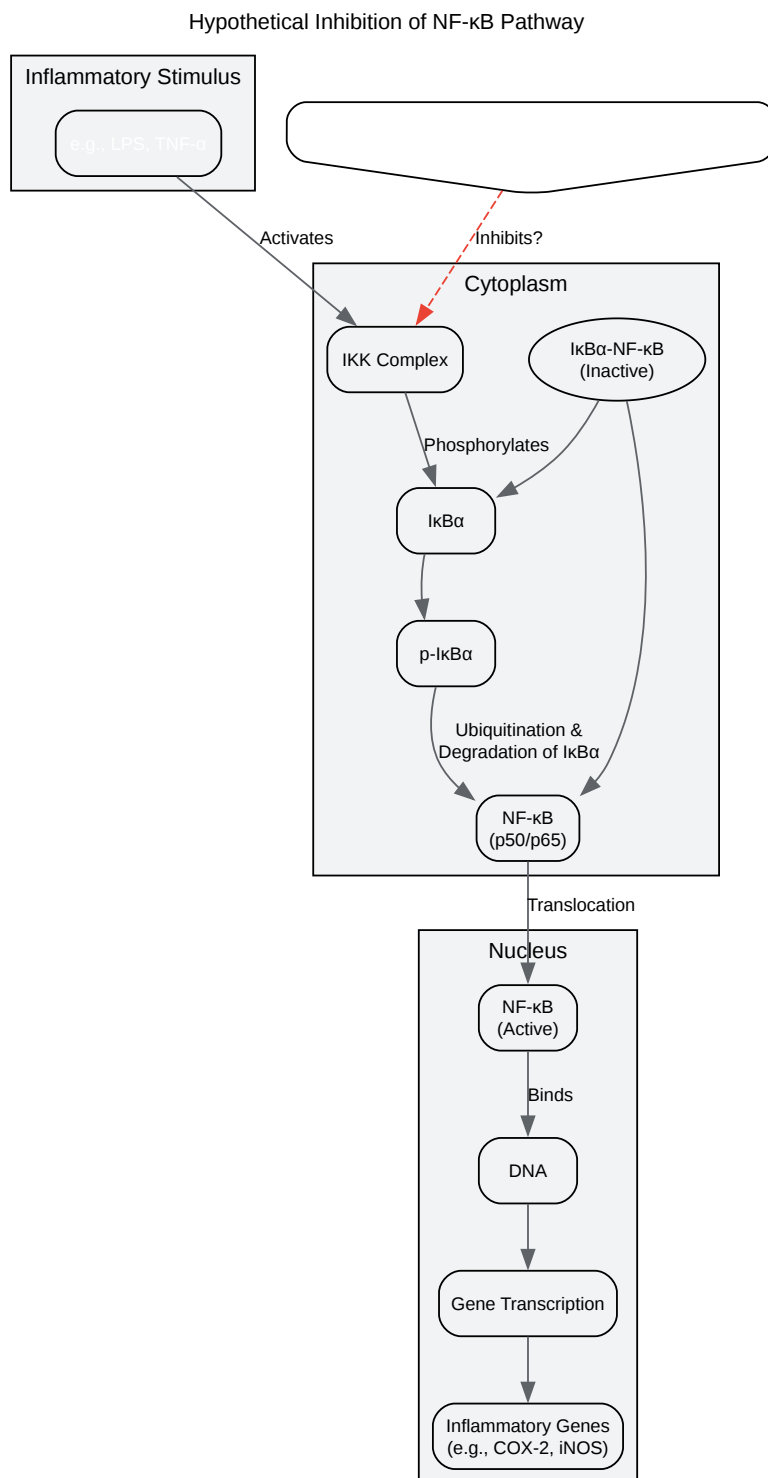 Hypothetical Inhibition of NF-κB Pathway
Inflammatory Stimulus
e.g., LPS, TNF-α
Activates
Inhibits?
Cytoplasm
IKK Complex
IκBα-NF-κB
(Inactive)
Phosphorylates
IκBα
p-IκBα
Ubiquitination &
Degradation of IκBα
NF-κB
(p50/p65)
Translocation
Nucleus
NF-κB
(Active)
Binds
DNA
Gene Transcription
Inflammatory Genes
(e.g., COX-2, iNOS)